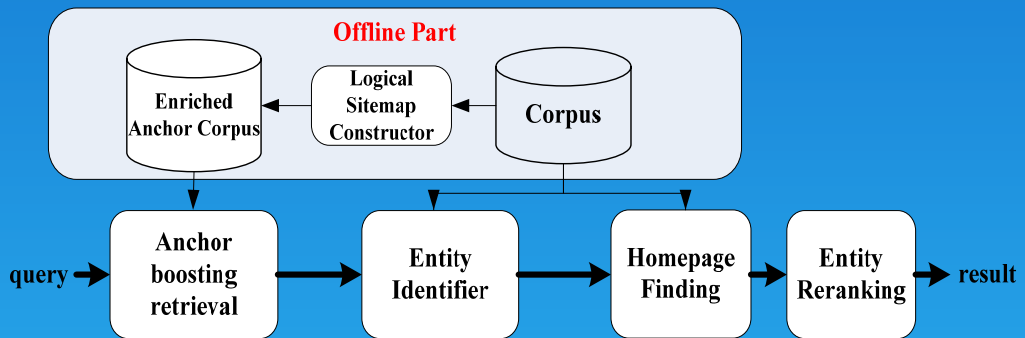 Offline Part
Enriched
Anchor Corpus
Logical
Sitemap
Constructor
Corpus
query
Anchor
boosting
retrieval
Entity
Identifier
Homepage
Finding
Entity
Reranking
result